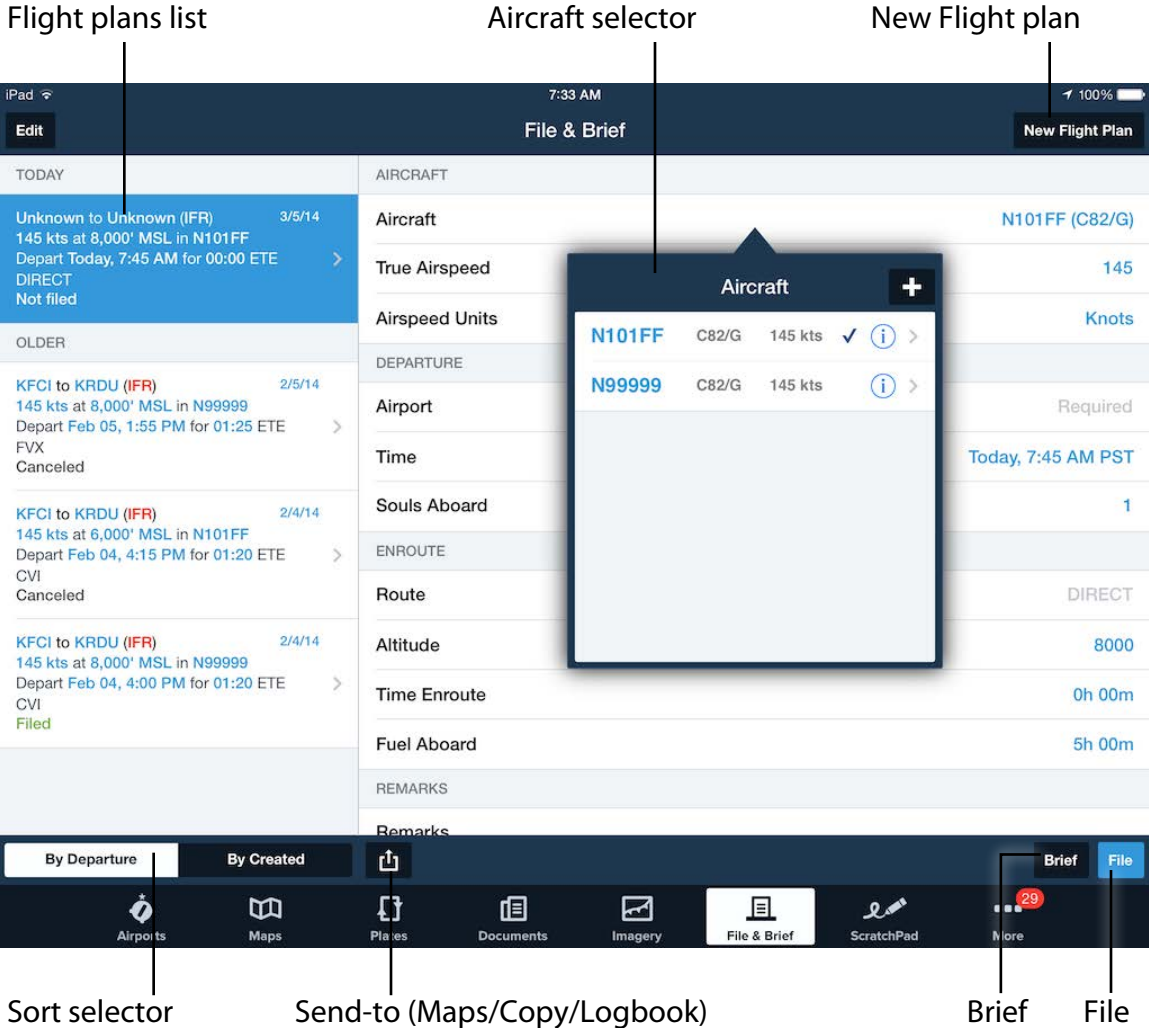 Flight plans list
Aircraft selector
New Flight plan
iPad 7:33 AM 100%
Edit File & Brief New Flight Plan
TODAY
Unknown to Unknown (IFR) 3/5/14
145 kts at 8,000' MSL in N101FF
Depart Today, 7:45 AM for 00:00 ETE
DIRECT
Not filed
OLDER
KFCI to KRDU (IFR) 2/5/14
145 kts at 8,000' MSL in N99999
Depart Feb 05, 1:55 PM for 01:25 ETE
FVX
Canceled
KFCI to KRDU (IFR) 2/4/14
145 kts at 6,000' MSL in N101FF
Depart Feb 04, 4:15 PM for 01:20 ETE
CVI
Canceled
KFCI to KRDU (IFR) 2/4/14
145 kts at 8,000' MSL in N99999
Depart Feb 04, 4:00 PM for 01:20 ETE
CVI
Filed
AIRCRAFT
Aircraft N101FF (C82/G)
True Airspeed 145
Airspeed Units Knots
DEPARTURE
Airport Required
Time Today, 7:45 AM PST
Souls Aboard 1
ENROUTE
Route DIRECT
Altitude 8000
Time Enroute 0h 00m
Fuel Aboard 5h 00m
REMARKS
Remarks
Aircraft +
N101FF C82/G 145 kts ✓ i
N99999 C82/G 145 kts i
By Departure By Created Brief File
Airports Maps Plates Documents Imagery File & Brief ScratchPad More 29
Sort selector
Send-to (Maps/Copy/Logbook)
Brief
File